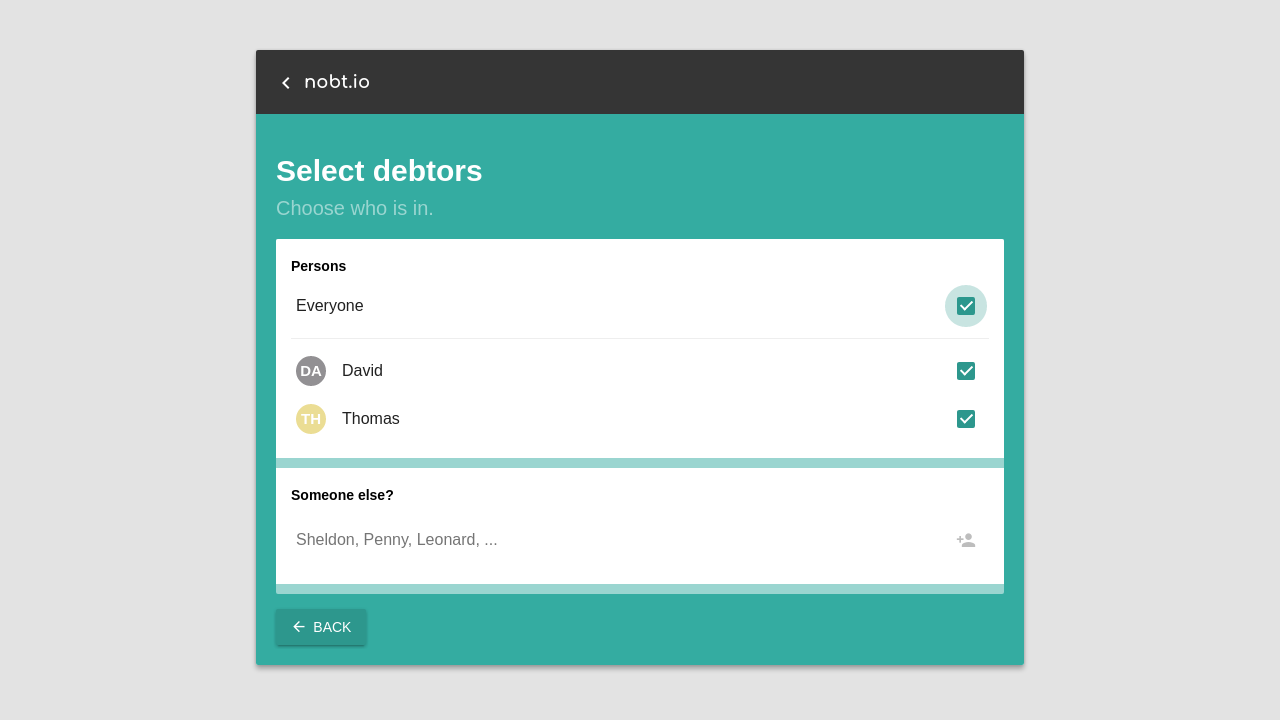 nobt.io
Select debtors
Choose who is in.
Persons
Everyone
DA David
TH Thomas
Someone else?
Sheldon, Penny, Leonard, ...
BACK